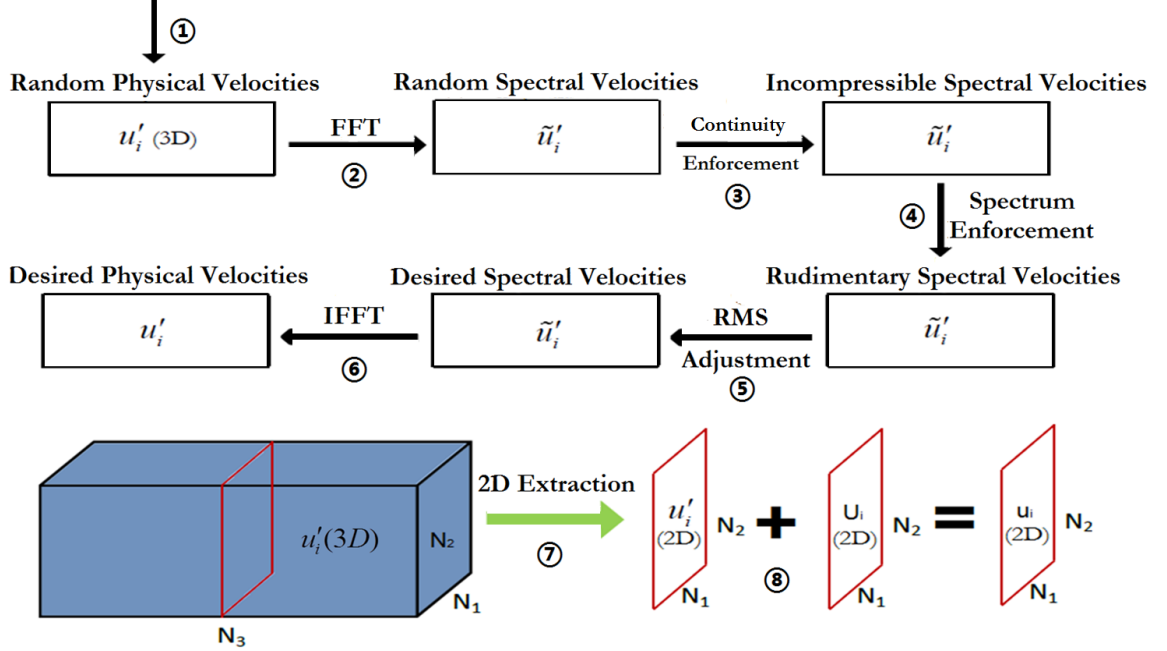 ①
Random Physical Velocities
Random Spectral Velocities
Incompressible Spectral Velocities
u′ᵢ (3D)
FFT
②
ũ′ᵢ
Continuity
Enforcement
③
ũ′ᵢ
④
Spectrum
Enforcement
Desired Physical Velocities
Desired Spectral Velocities
Rudimentary Spectral Velocities
u′ᵢ
IFFT
⑥
ũ′ᵢ
RMS
Adjustment
⑤
ũ′ᵢ
u′ᵢ(3D)
N₂
N₁
N₃
2D Extraction
⑦
u′ᵢ
(2D)
N₂
N₁
+
⑧
Uᵢ
(2D)
N₂
N₁
=
uᵢ
(2D)
N₂
N₁